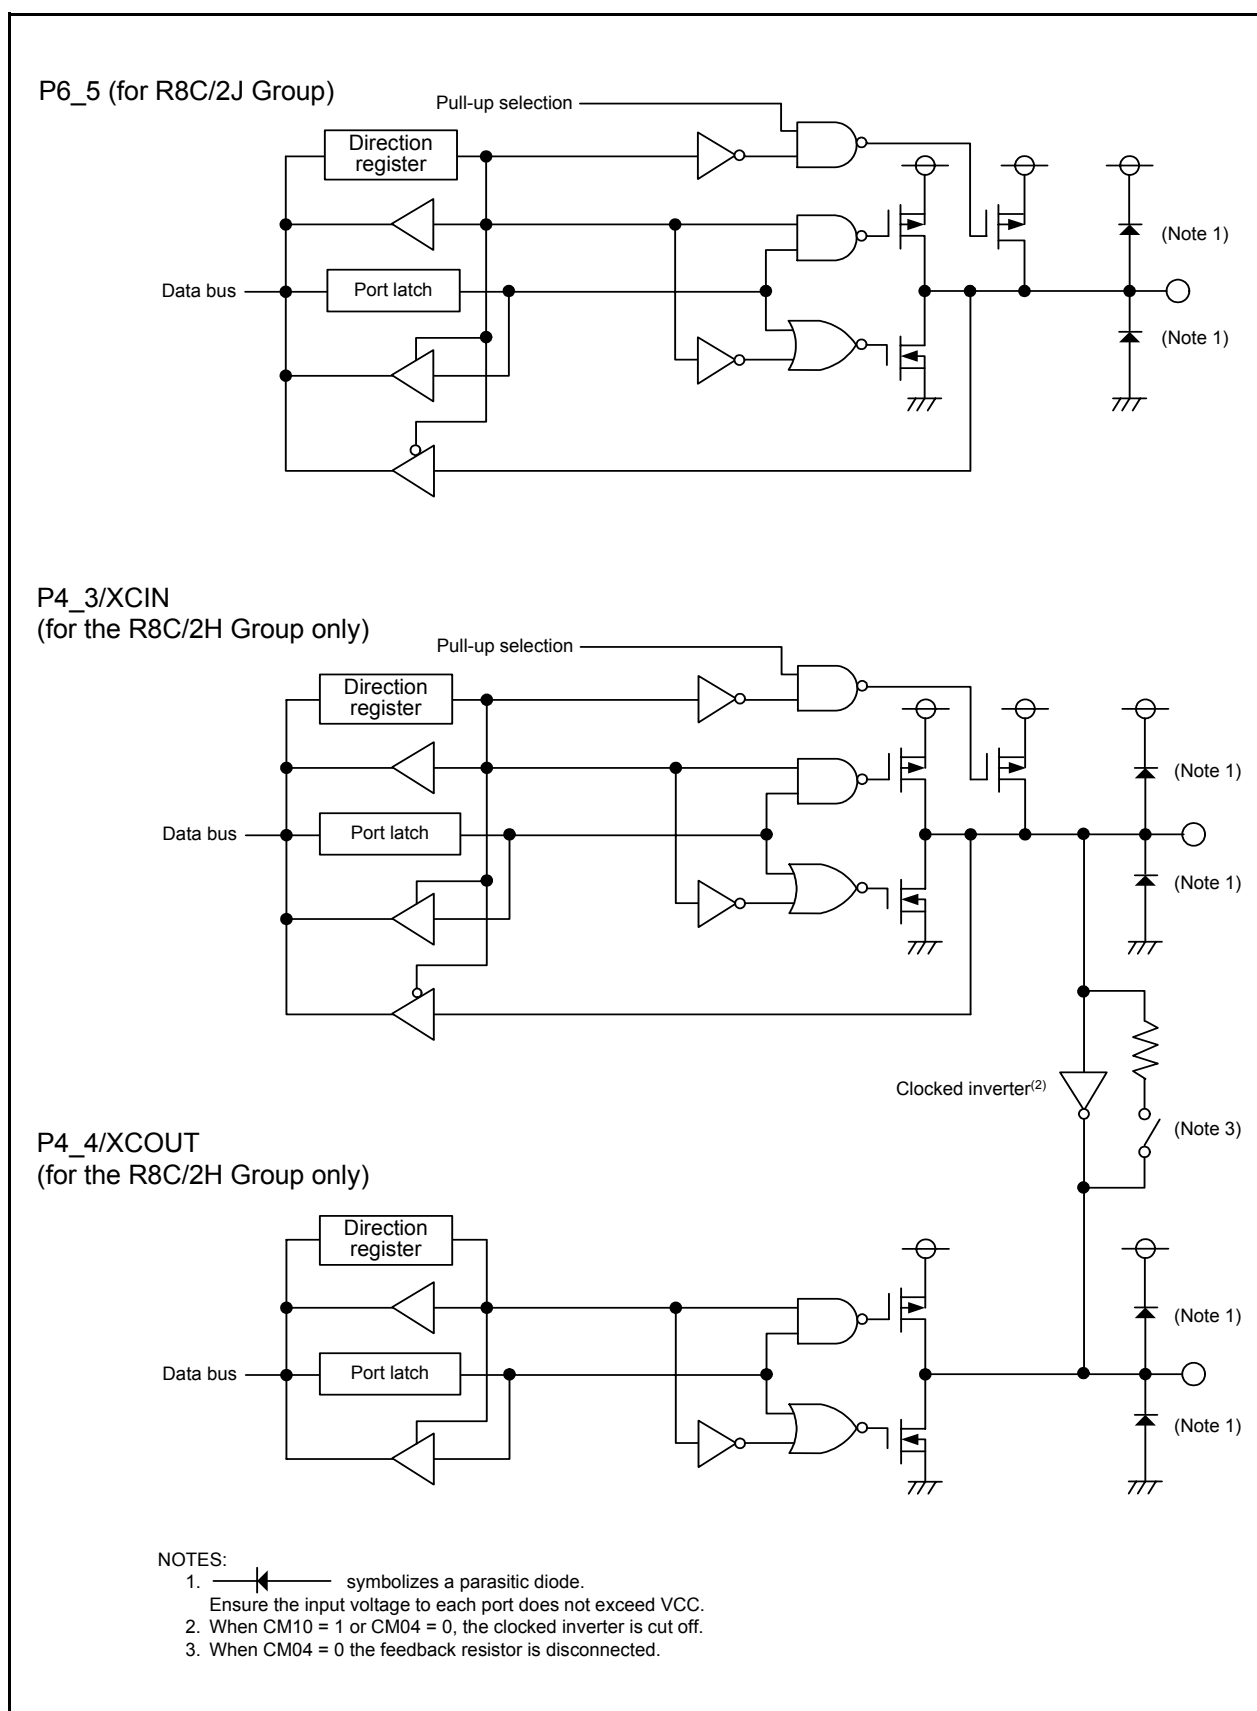 P6_5 (for R8C/2J Group)
Pull-up selection
Direction
register
(Note 1)
Data bus
Port latch
(Note 1)
P4_3/XCIN
(for the R8C/2H Group only)
Pull-up selection
Direction
register
(Note 1)
Data bus
Port latch
(Note 1)
Clocked inverter(2)
(Note 3)
P4_4/XCOUT
(for the R8C/2H Group only)
Direction
register
(Note 1)
Data bus
Port latch
(Note 1)
NOTES:
1. symbolizes a parasitic diode.
Ensure the input voltage to each port does not exceed VCC.
2. When CM10 = 1 or CM04 = 0, the clocked inverter is cut off.
3. When CM04 = 0 the feedback resistor is disconnected.